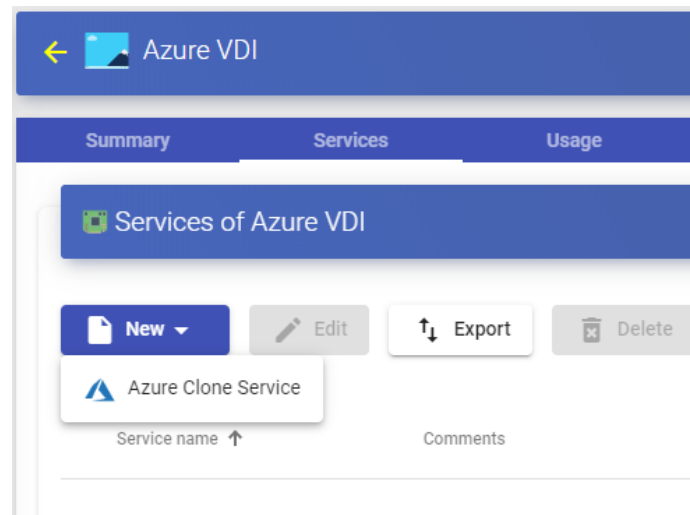 Azure VDI
Summary Services Usage
Services of Azure VDI
New Edit Export Delete
Azure Clone Service
Service name Comments